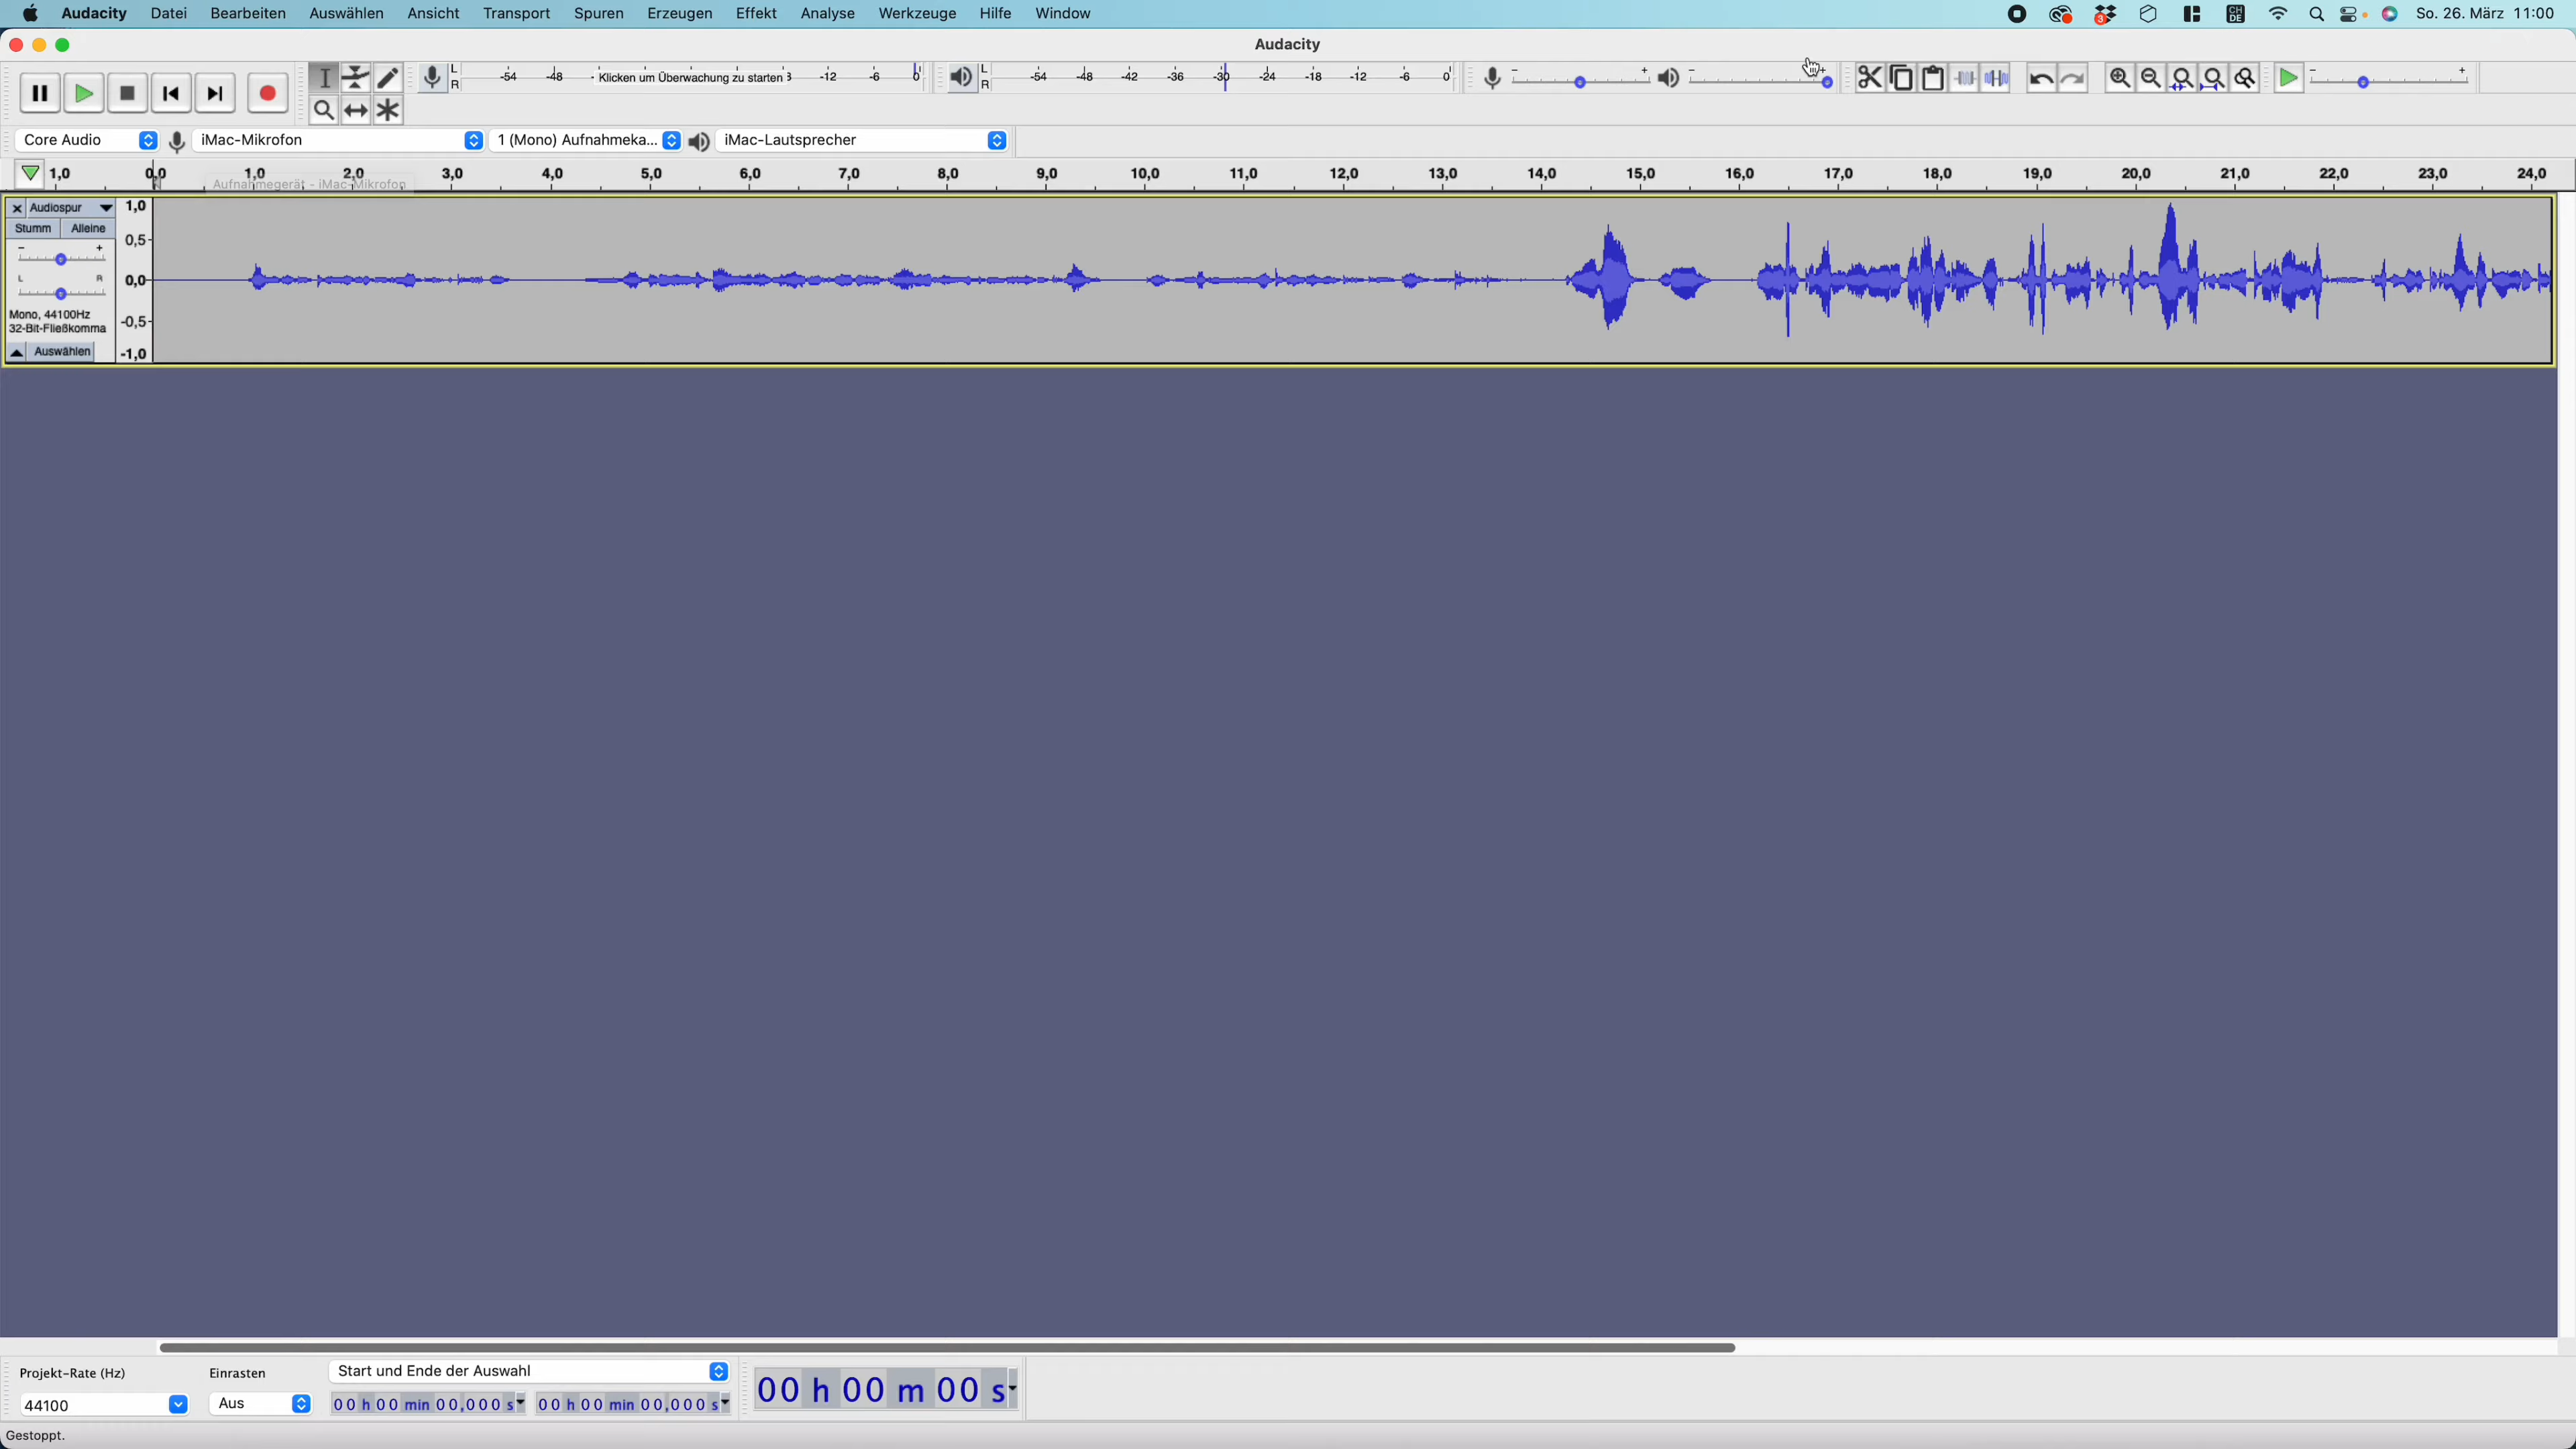 Audacity Datei Bearbeiten Auswählen Ansicht Transport Spuren Erzeugen Effekt Analyse Werkzeuge Hilfe Window 3 CH DE So. 26. März 11:00
Audacity
L R -54 -48 - Klicken um Überwachung zu starten -12 -6 0 L R -54 -48 -42 -36 -30 -24 -18 -12 -6 0 - + - + - +
Core Audio iMac-Mikrofon 1 (Mono) Aufnahmeka... iMac-Lautsprecher
1,0 0,0 1,0 2,0 3,0 4,0 5,0 6,0 7,0 8,0 9,0 10,0 11,0 12,0 13,0 14,0 15,0 16,0 17,0 18,0 19,0 20,0 21,0 22,0 23,0 24,0
Aufnahmegerät - iMac-Mikrofon
Audiospur 1,0
Stumm Alleine
0,5
- +
L R 0,0
Mono, 44100Hz
32-Bit-Fließkomma -0,5
Auswählen -1,0
Projekt-Rate (Hz) Einrasten Start und Ende der Auswahl
44100 Aus 00 h 00 min 00,000 s 00 h 00 min 00,000 s 00 h 00 m 00 s
Gestoppt.